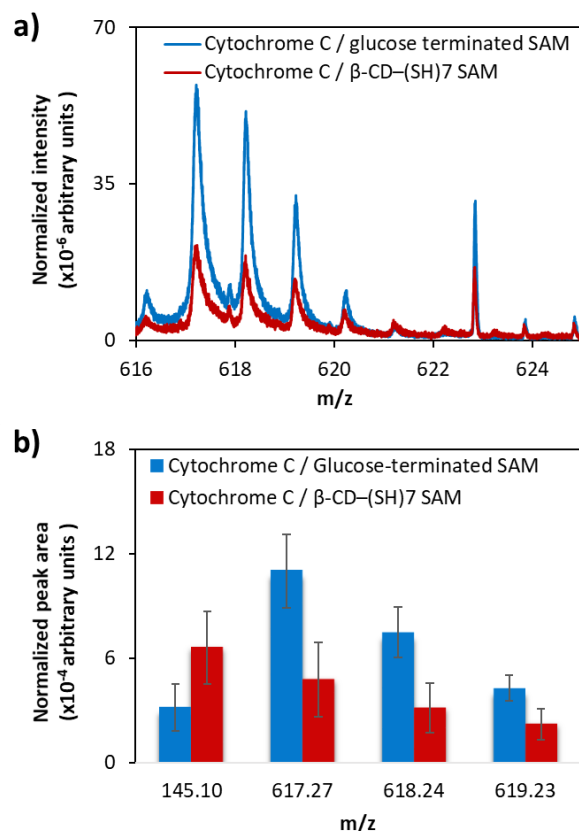 a)
70
Cytochrome C / glucose terminated SAM
Cytochrome C / β-CD–(SH)7 SAM
Normalized intensity
(x10⁻⁶ arbitrary units)
35
0
616
618
620
622
624
m/z
b)
18
Cytochrome C / Glucose-terminated SAM
Cytochrome C / β-CD–(SH)7 SAM
Normalized peak area
(x10⁻⁴ arbitrary units )
12
6
0
145.10
617.27
618.24
619.23
m/z